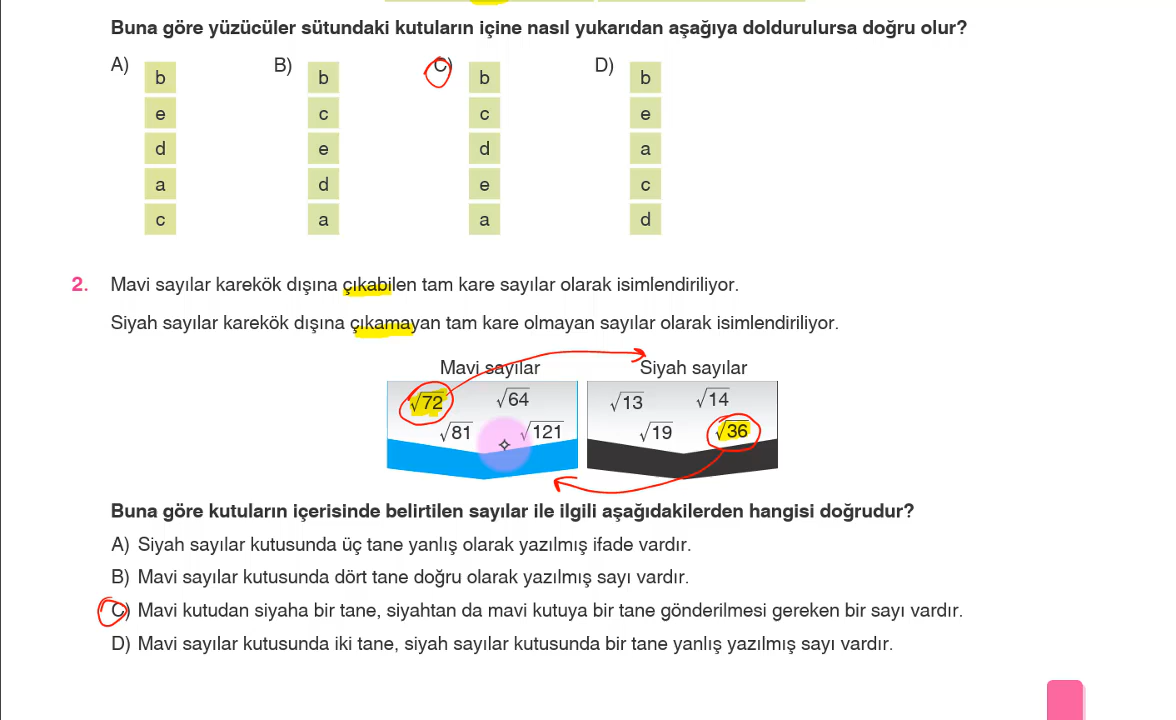 Buna göre yüzücüler sütundaki kutuların içine nasıl yukarıdan aşağıya doldurulursa doğru olur?
A) B) C) D)
b b b b
e c c e
d e d a
a d e c
c a a d
2. Mavi sayılar karekök dışına çıkabilen tam kare sayılar olarak isimlendiriliyor.
Siyah sayılar karekök dışına çıkamayan tam kare olmayan sayılar olarak isimlendiriliyor.
Mavi sayılar Siyah sayılar
√72 √64 √13 √14
√81 √121 √19 √36
Buna göre kutuların içerisinde belirtilen sayılar ile ilgili aşağıdakilerden hangisi doğrudur?
A) Siyah sayılar kutusunda üç tane yanlış olarak yazılmış ifade vardır.
B) Mavi sayılar kutusunda dört tane doğru olarak yazılmış sayı vardır.
C) Mavi kutudan siyaha bir tane, siyahtan da mavi kutuya bir tane gönderilmesi gereken bir sayı vardır.
D) Mavi sayılar kutusunda iki tane, siyah sayılar kutusunda bir tane yanlış yazılmış sayı vardır.